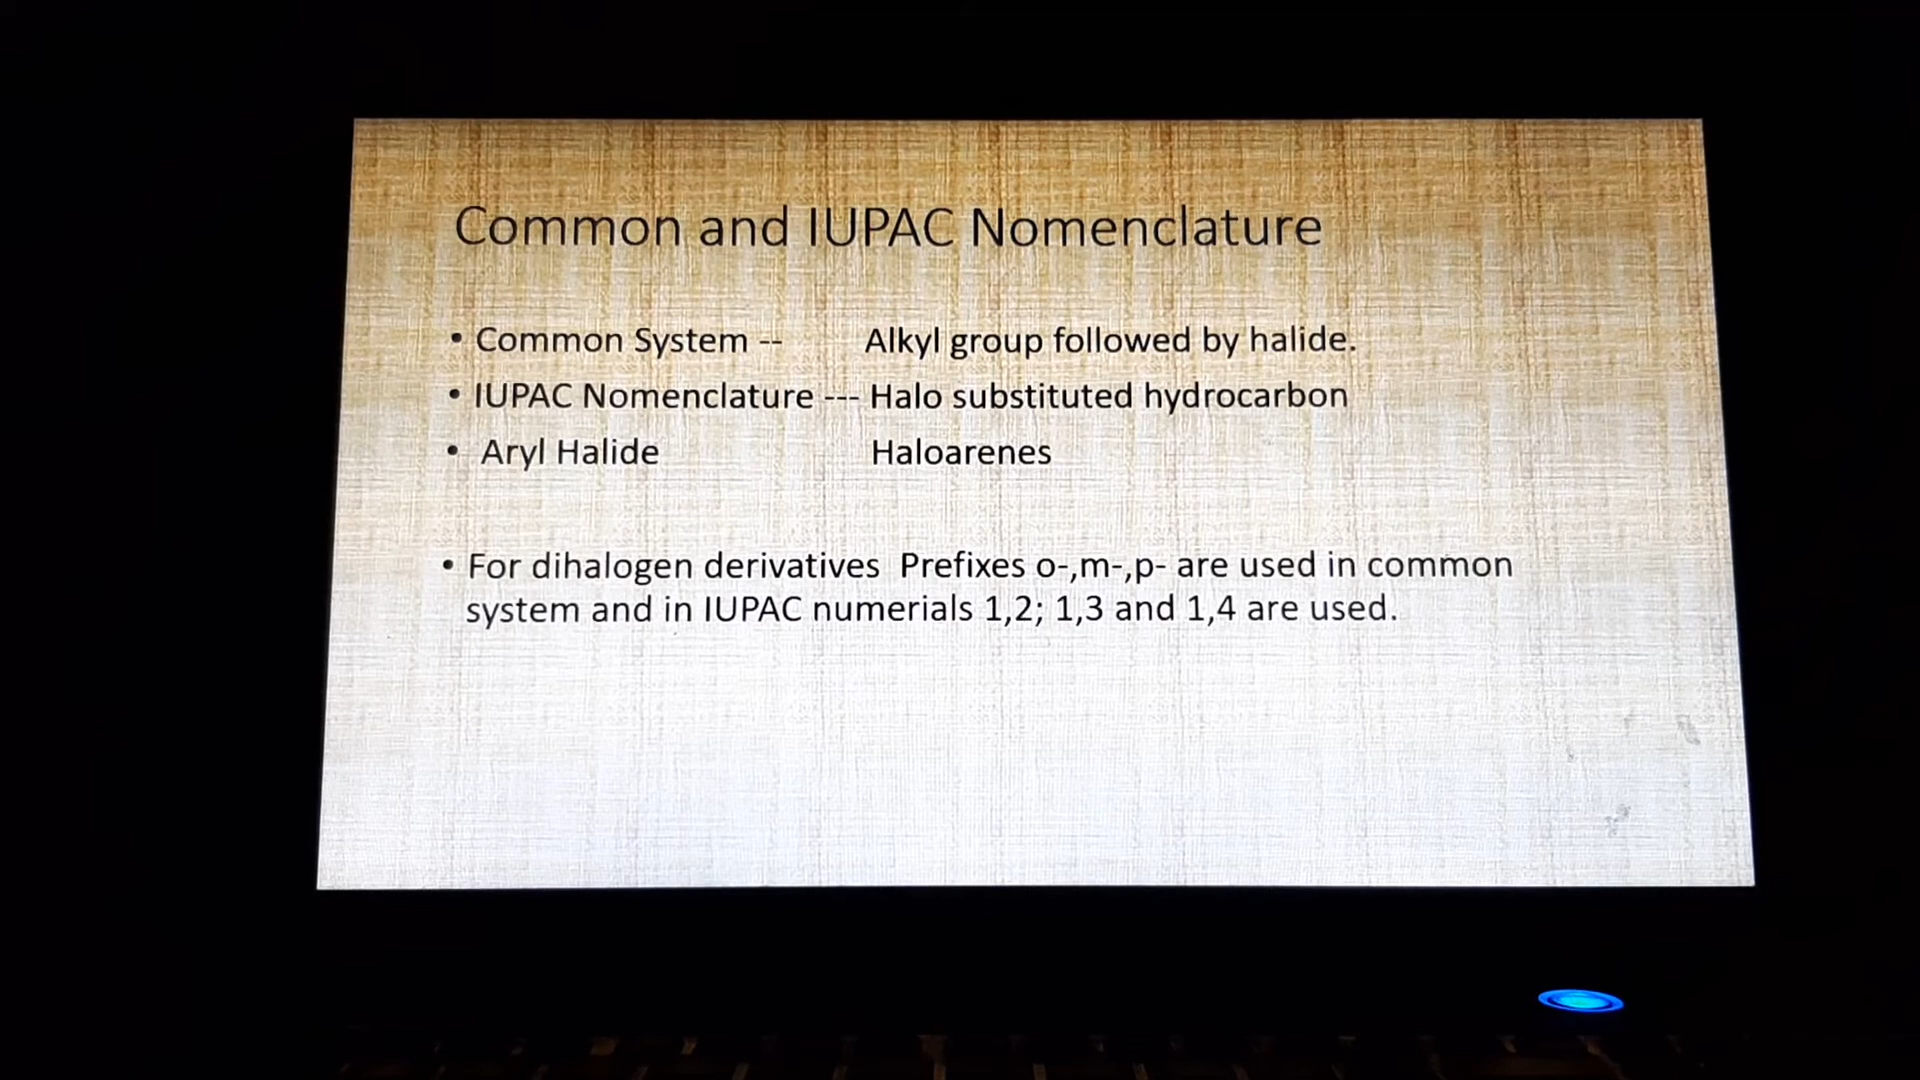 Common and IUPAC Nomenclature
• Common System -- Alkyl group followed by halide.
• IUPAC Nomenclature --- Halo substituted hydrocarbon
• Aryl Halide Haloarenes
• For dihalogen derivatives Prefixes o-,m-,p- are used in common
system and in IUPAC numerials 1,2; 1,3 and 1,4 are used.